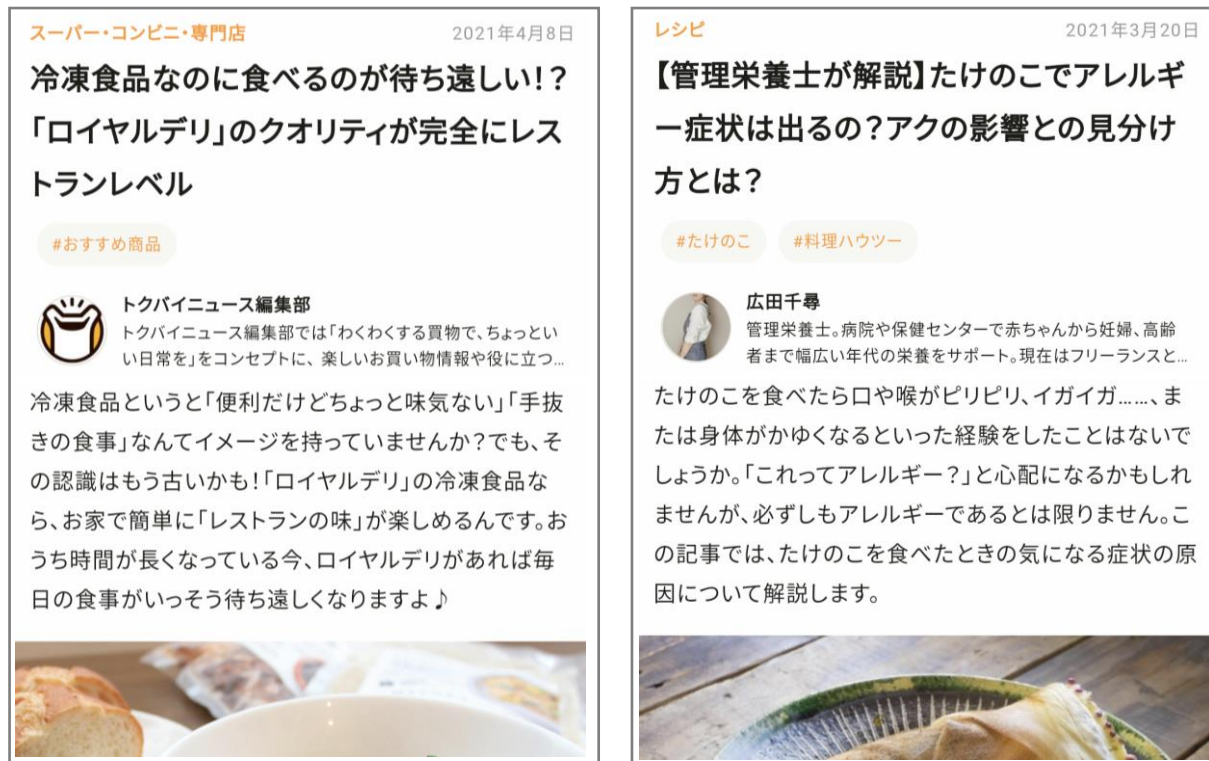 スーパー・コンビニ・専門店
2021年4月8日
冷凍食品なのに食べるのが待ち遠しい!?
「ロイヤルデリ」のクオリティが完全にレス
トランレベル
#おすすめ商品
トクバイニュース編集部
トクバイニュース編集部では「わくわくする買物で、ちょっとい
い日常を」をコンセプトに、 楽しいお買い物情報や役に立つ...
冷凍食品というと「便利だけどちょっと味気ない」「手抜
きの食事」なんてイメージを持っていませんか?でも、そ
の認識はもう古いかも!「ロイヤルデリ」の冷凍食品な
ら、お家で簡単に「レストランの味」が楽しめるんです。お
うち時間が長くなっている今、ロイヤルデリがあれば毎
日の食事がいっそう待ち遠しくなりますよ♪
レシピ
2021年3月20日
【管理栄養士が解説】たけのこでアレルギ
ー症状は出るの?アクの影響との見分け
方とは?
#たけのこ
#料理ハウツー
広田千尋
管理栄養士。病院や保健センターで赤ちゃんから妊婦、高齢
者まで幅広い年代の栄養をサポート。現在はフリーランスと...
たけのこを食べたら口や喉がピリピリ、イガイガ......、ま
たは身体がかゆくなるといった経験をしたことはないで
しょうか。「これってアレルギー?」と心配になるかもしれ
ませんが、必ずしもアレルギーであるとは限りません。こ
の記事では、たけのこを食べたときの気になる症状の原
因について解説します。